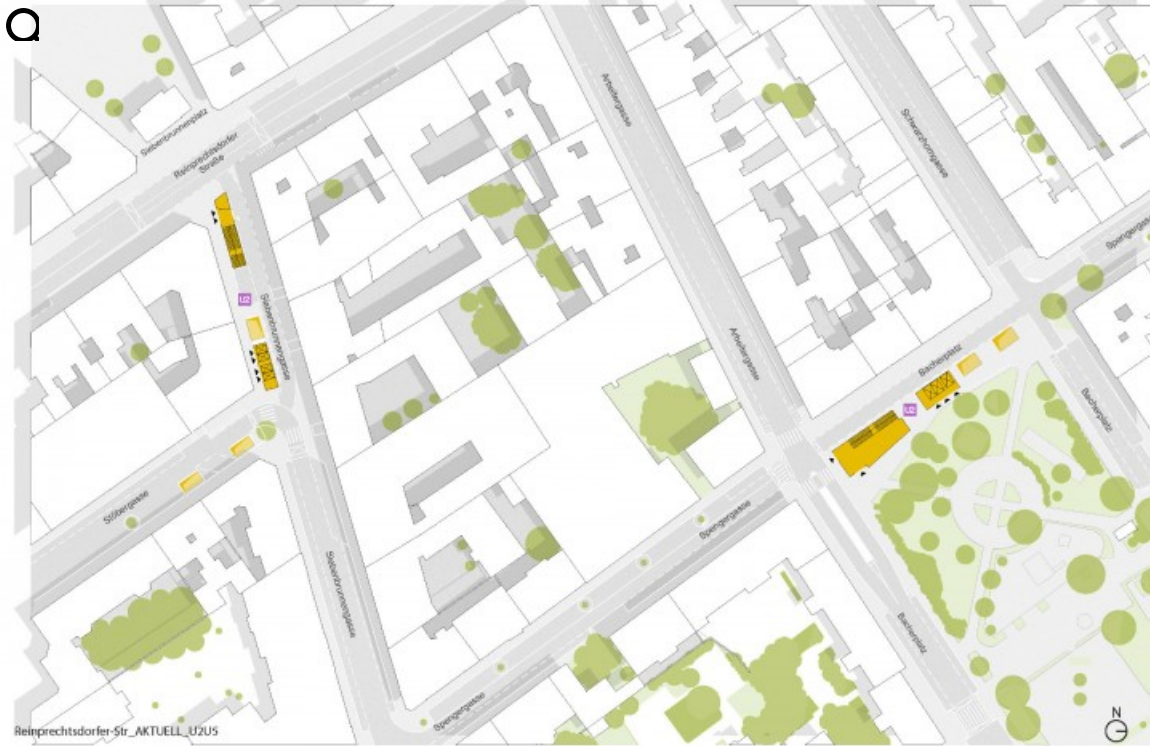 Siebenbrunnenplatz
Reinprechtsdorfer
Straße
Arbeitergasse
Schwarzhorngasse
Spengergasse
U2
Siebenbrunnengasse
Arbeitergasse
Bacherplatz
U2
Bacherplatz
Stöbergasse
Spengergasse
Siebenbrunnengasse
Bacherplatz
Spengergasse
Reinprechtsdorfer-Str_AKTUELL_U2U5
N